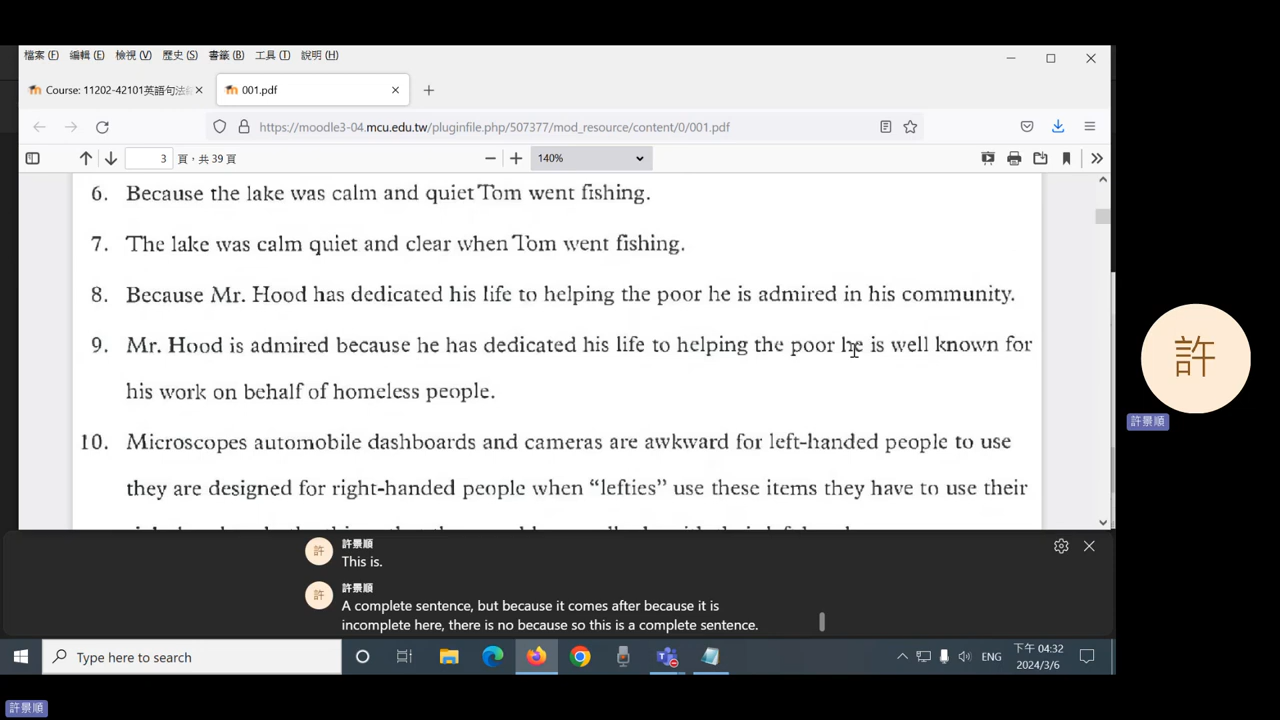 檔案 (F) 編輯 (E) 檢視 (V) 歷史 (S) 書籤 (B) 工具 (T) 說明 (H)
Course: 11202-42101英語句法
001.pdf
https://moodle3-04.mcu.edu.tw/pluginfile.php/507377/mod_resource/content/0/001.pdf
3 頁，共 39 頁
140%
6. Because the lake was calm and quiet Tom went fishing.
7. The lake was calm quiet and clear when Tom went fishing.
8. Because Mr. Hood has dedicated his life to helping the poor he is admired in his community.
9. Mr. Hood is admired because he has dedicated his life to helping the poor he is well known for
his work on behalf of homeless people.
10. Microscopes automobile dashboards and cameras are awkward for left-handed people to use
they are designed for right-handed people when “lefties” use these items they have to use their
許
許景順
許
許景順
This is.
許
許景順
A complete sentence, but because it comes after because it is
incomplete here, there is no because so this is a complete sentence.
Type here to search
ENG
下午 04:32
2024/3/6
許景順